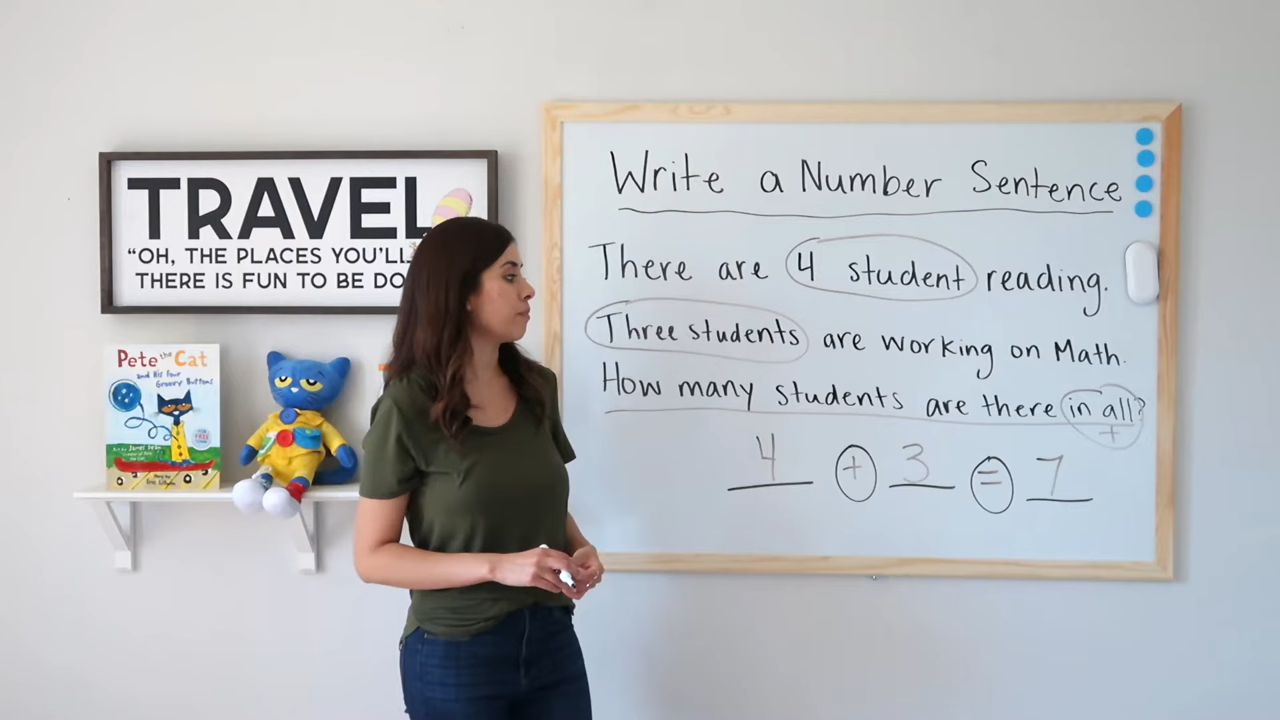 TRAVEL
“OH, THE PLACES YOU'LL
THERE IS FUN TO BE DO
Pete the Cat
and His Four
Groovy Buttons
FREE
Write a Number Sentence
There are 4 student reading.
Three students are working on Math.
How many students are there in all?
+
4 + 3 = 7